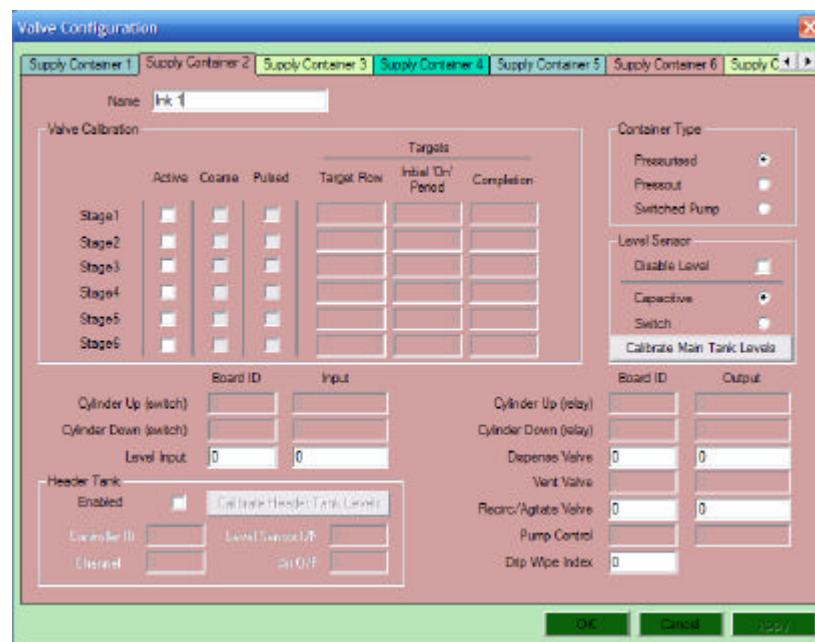 Valve Configuration
Supply Container 1 Supply Container 2 Supply Container 3 Supply Container 4 Supply Container 5 Supply Container 6 Supply C
Name Ink 1
Valve Calibration
Targets
Active Coarse Pulsed Target Flow Initial 'On' Period Completion
Stage1
Stage2
Stage3
Stage4
Stage5
Stage6
Container Type
Pressurised
Pressout
Switched Pump
Level Sensor
Disable Level
Capacitive
Switch
Calibrate Main Tank Levels
Board ID Input
Cylinder Up (switch)
Cylinder Down (switch)
Level Input 0 0
Header Tank
Enabled Calibrate Header Tank Levels
Controller ID Level Sensor I/P
Channel Air O/P
Board ID Output
Cylinder Up (relay)
Cylinder Down (relay)
Dispense Valve 0 0
Vent Valve
Recirc/Agitate Valve 0 0
Pump Control
Drip Wipe Index 0
OK Cancel Apply